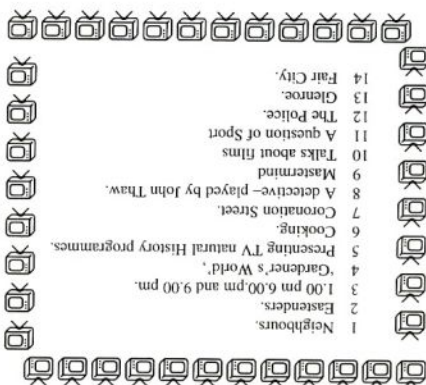 1 Neighbours.
2 Eastenders.
3 1.00 pm 6.00.pm and 9.00 pm.
4 'Gardener's World',
5 Presenting TV natural History programmes.
6 Cooking.
7 Coronation Street.
8 A detective– played by John Thaw.
9 Mastermind
10 Talks about films
11 A question of Sport
12 The Police.
13 Glenroe.
14 Fair City.